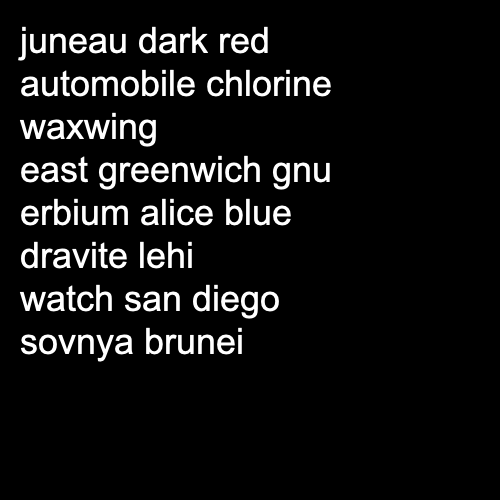 juneau dark red
automobile chlorine
waxwing
east greenwich gnu
erbium alice blue
dravite lehi
watch san diego
sovnya brunei